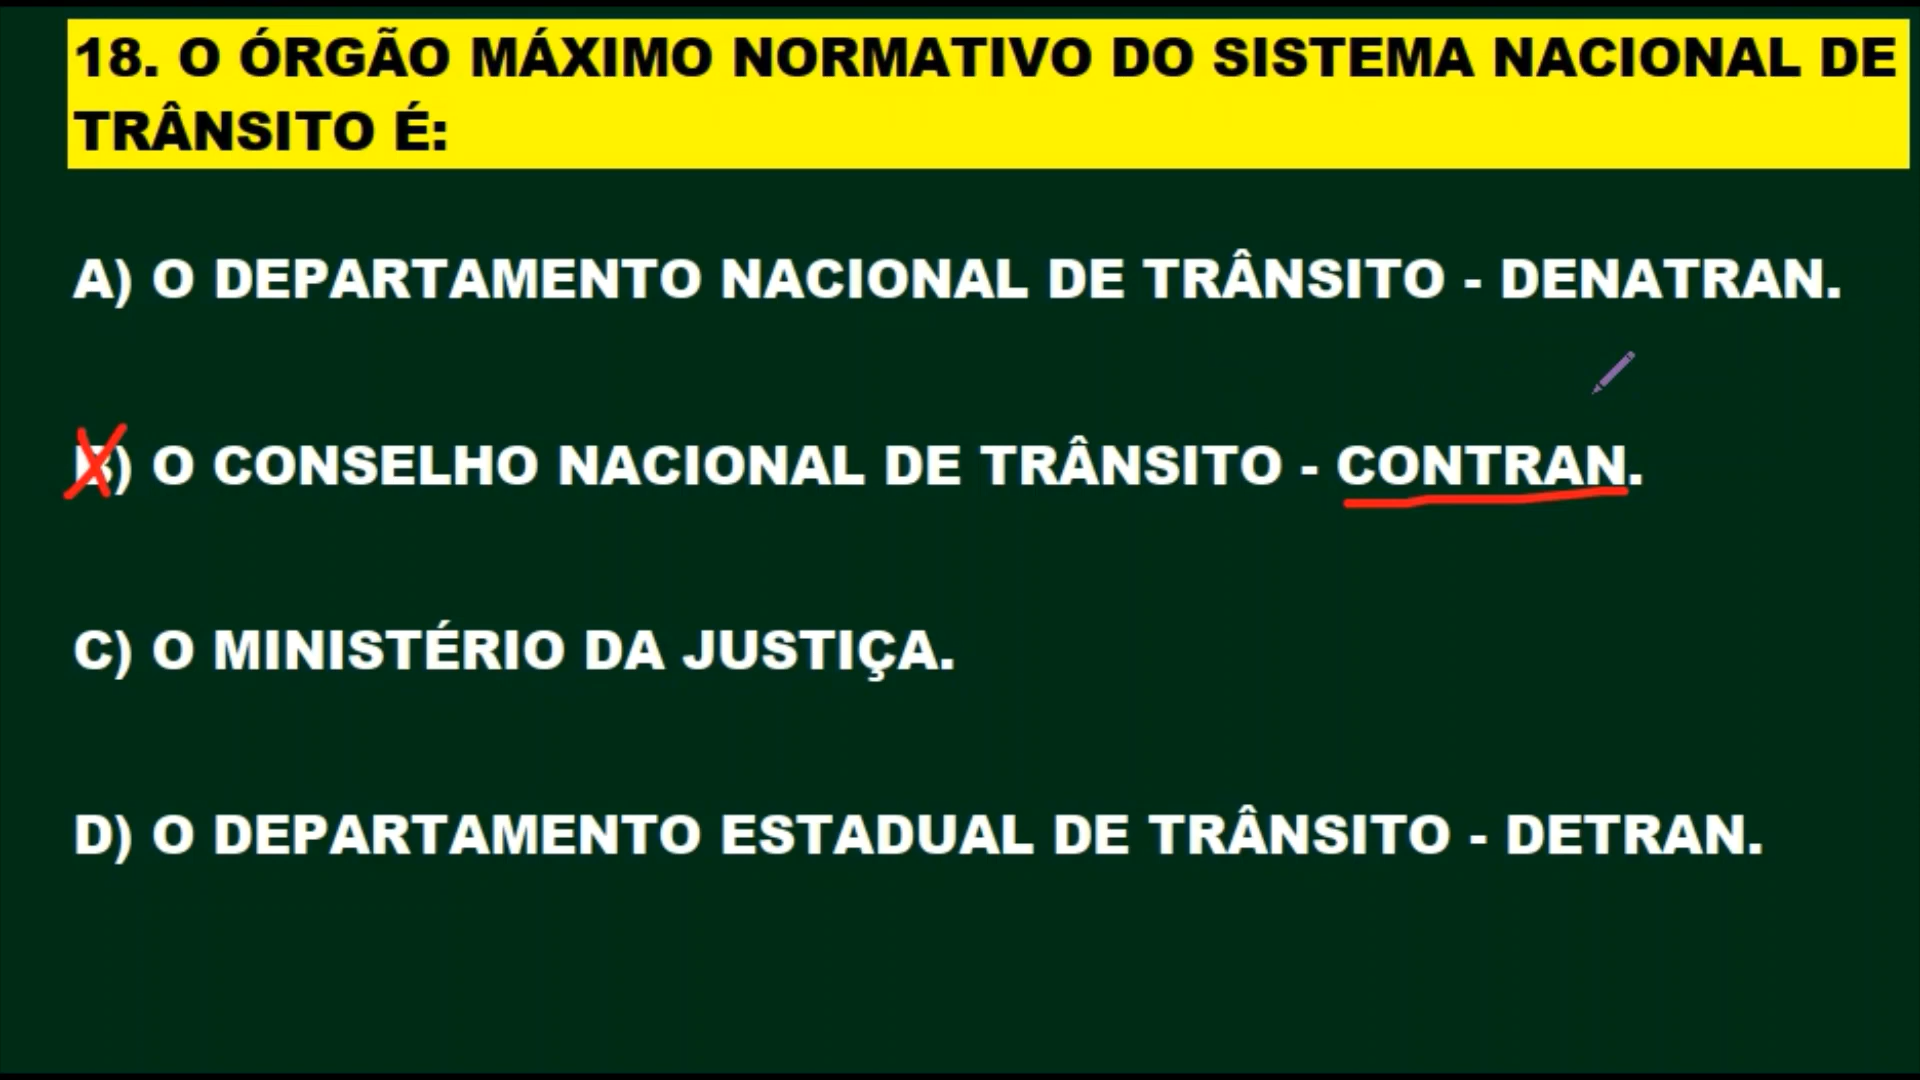 18. O ÓRGÃO MÁXIMO NORMATIVO DO SISTEMA NACIONAL DE
TRÂNSITO É:
A) O DEPARTAMENTO NACIONAL DE TRÂNSITO - DENATRAN.
B) O CONSELHO NACIONAL DE TRÂNSITO - CONTRAN.
C) O MINISTÉRIO DA JUSTIÇA.
D) O DEPARTAMENTO ESTADUAL DE TRÂNSITO - DETRAN.